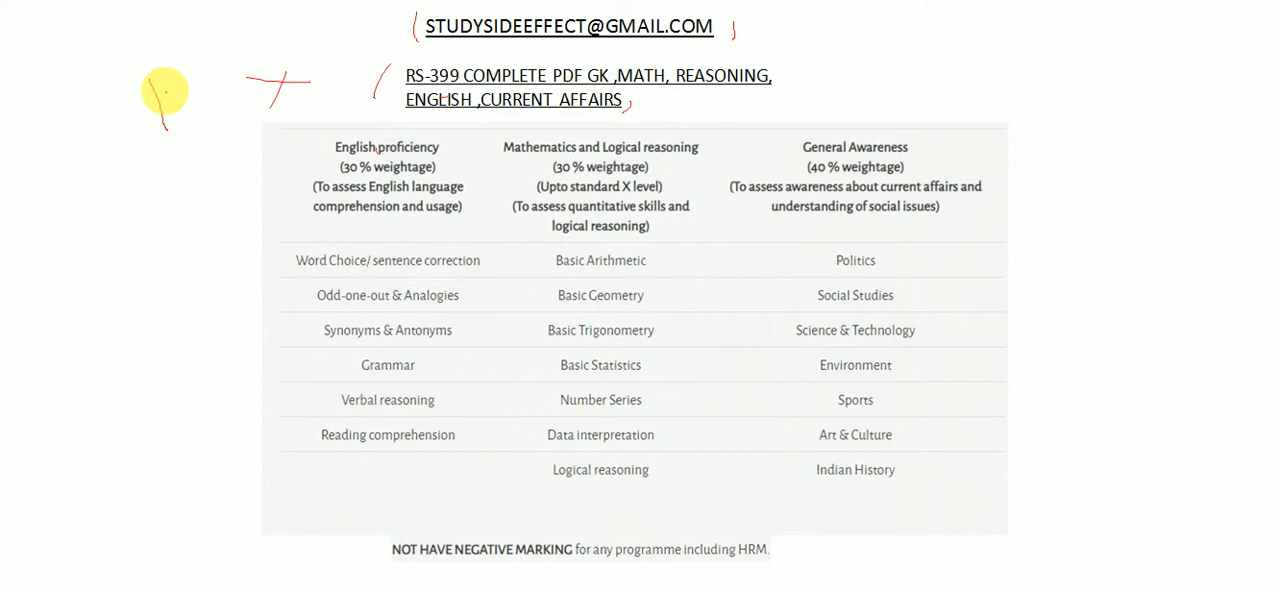 STUDYSIDEEFFECT@GMAIL.COM
RS-399 COMPLETE PDF GK ,MATH, REASONING,
ENGLISH ,CURRENT AFFAIRS
English proficiency
(30 % weightage)
(To assess English language
comprehension and usage)
Mathematics and Logical reasoning
(30 % weightage)
(Upto standard X level)
(To assess quantitative skills and
logical reasoning)
General Awareness
(40 % weightage)
(To assess awareness about current affairs and
understanding of social issues)
Word Choice/ sentence correction
Basic Arithmetic
Politics
Odd-one-out & Analogies
Basic Geometry
Social Studies
Synonyms & Antonyms
Basic Trigonometry
Science & Technology
Grammar
Basic Statistics
Environment
Verbal reasoning
Number Series
Sports
Reading comprehension
Data interpretation
Art & Culture
Logical reasoning
Indian History
NOT HAVE NEGATIVE MARKING for any programme including HRM.